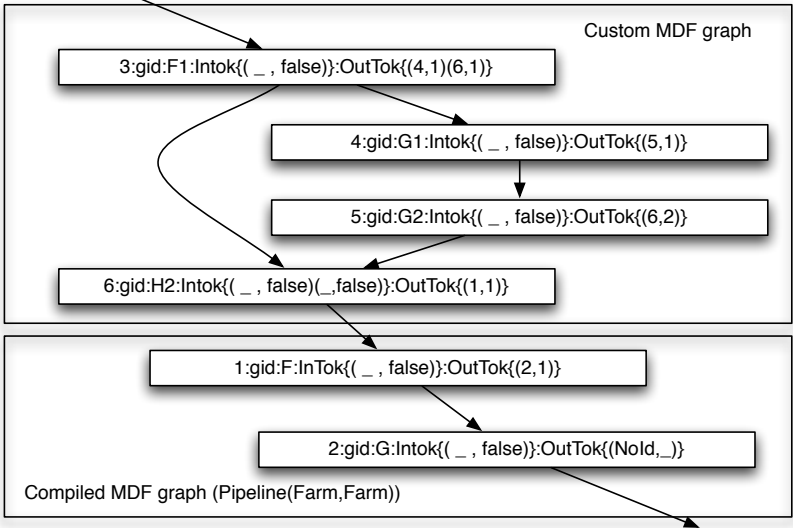 Custom MDF graph
3:gid:F1:Intok{( _ , false)}:OutTok{(4,1)(6,1)}
4:gid:G1:Intok{( _ , false)}:OutTok{(5,1)}
5:gid:G2:Intok{( _ , false)}:OutTok{(6,2)}
6:gid:H2:Intok{( _ , false)(_,false)}:OutTok{(1,1)}
1:gid:F:InTok{( _ , false)}:OutTok{(2,1)}
2:gid:G:Intok{( _ , false)}:OutTok{(NoId,_)}
Compiled MDF graph (Pipeline(Farm,Farm))